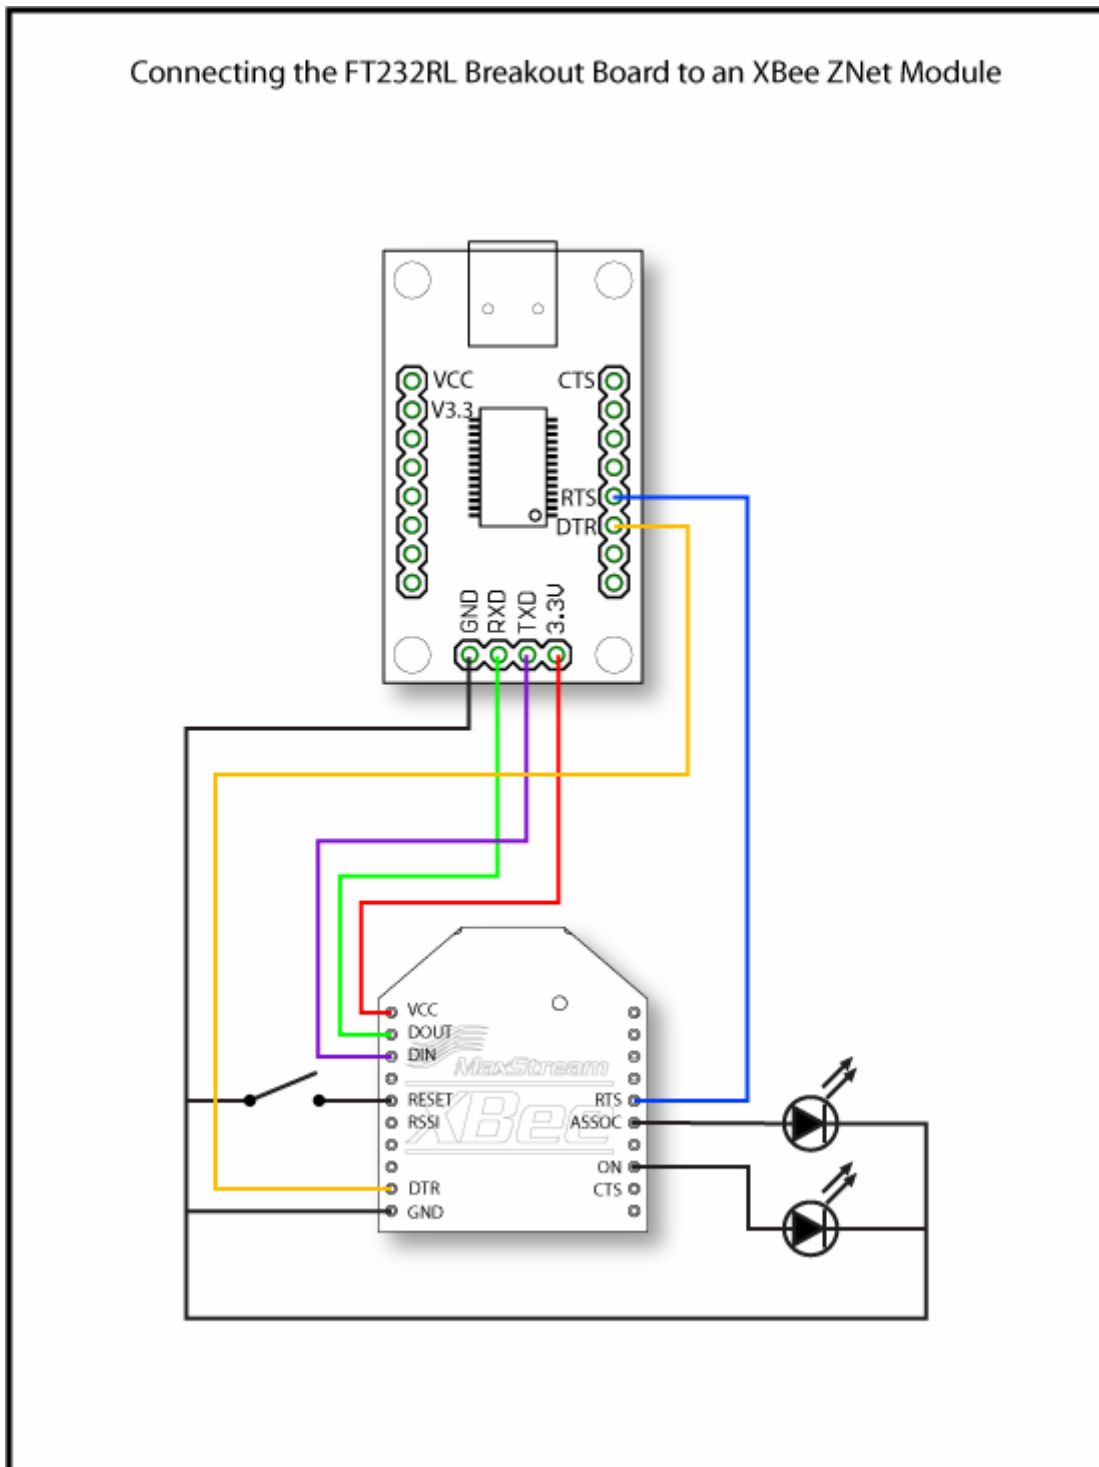 Connecting the FT232RL Breakout Board to an XBee ZNet Module
VCC
CTS
V3.3
RTS
DTR
GND
RXD
TXD
3.3V
VCC
DOUT
DIN
MaxStream
RESET
RTS
XBee
RSSI
ASSOC
ON
DTR
CTS
GND